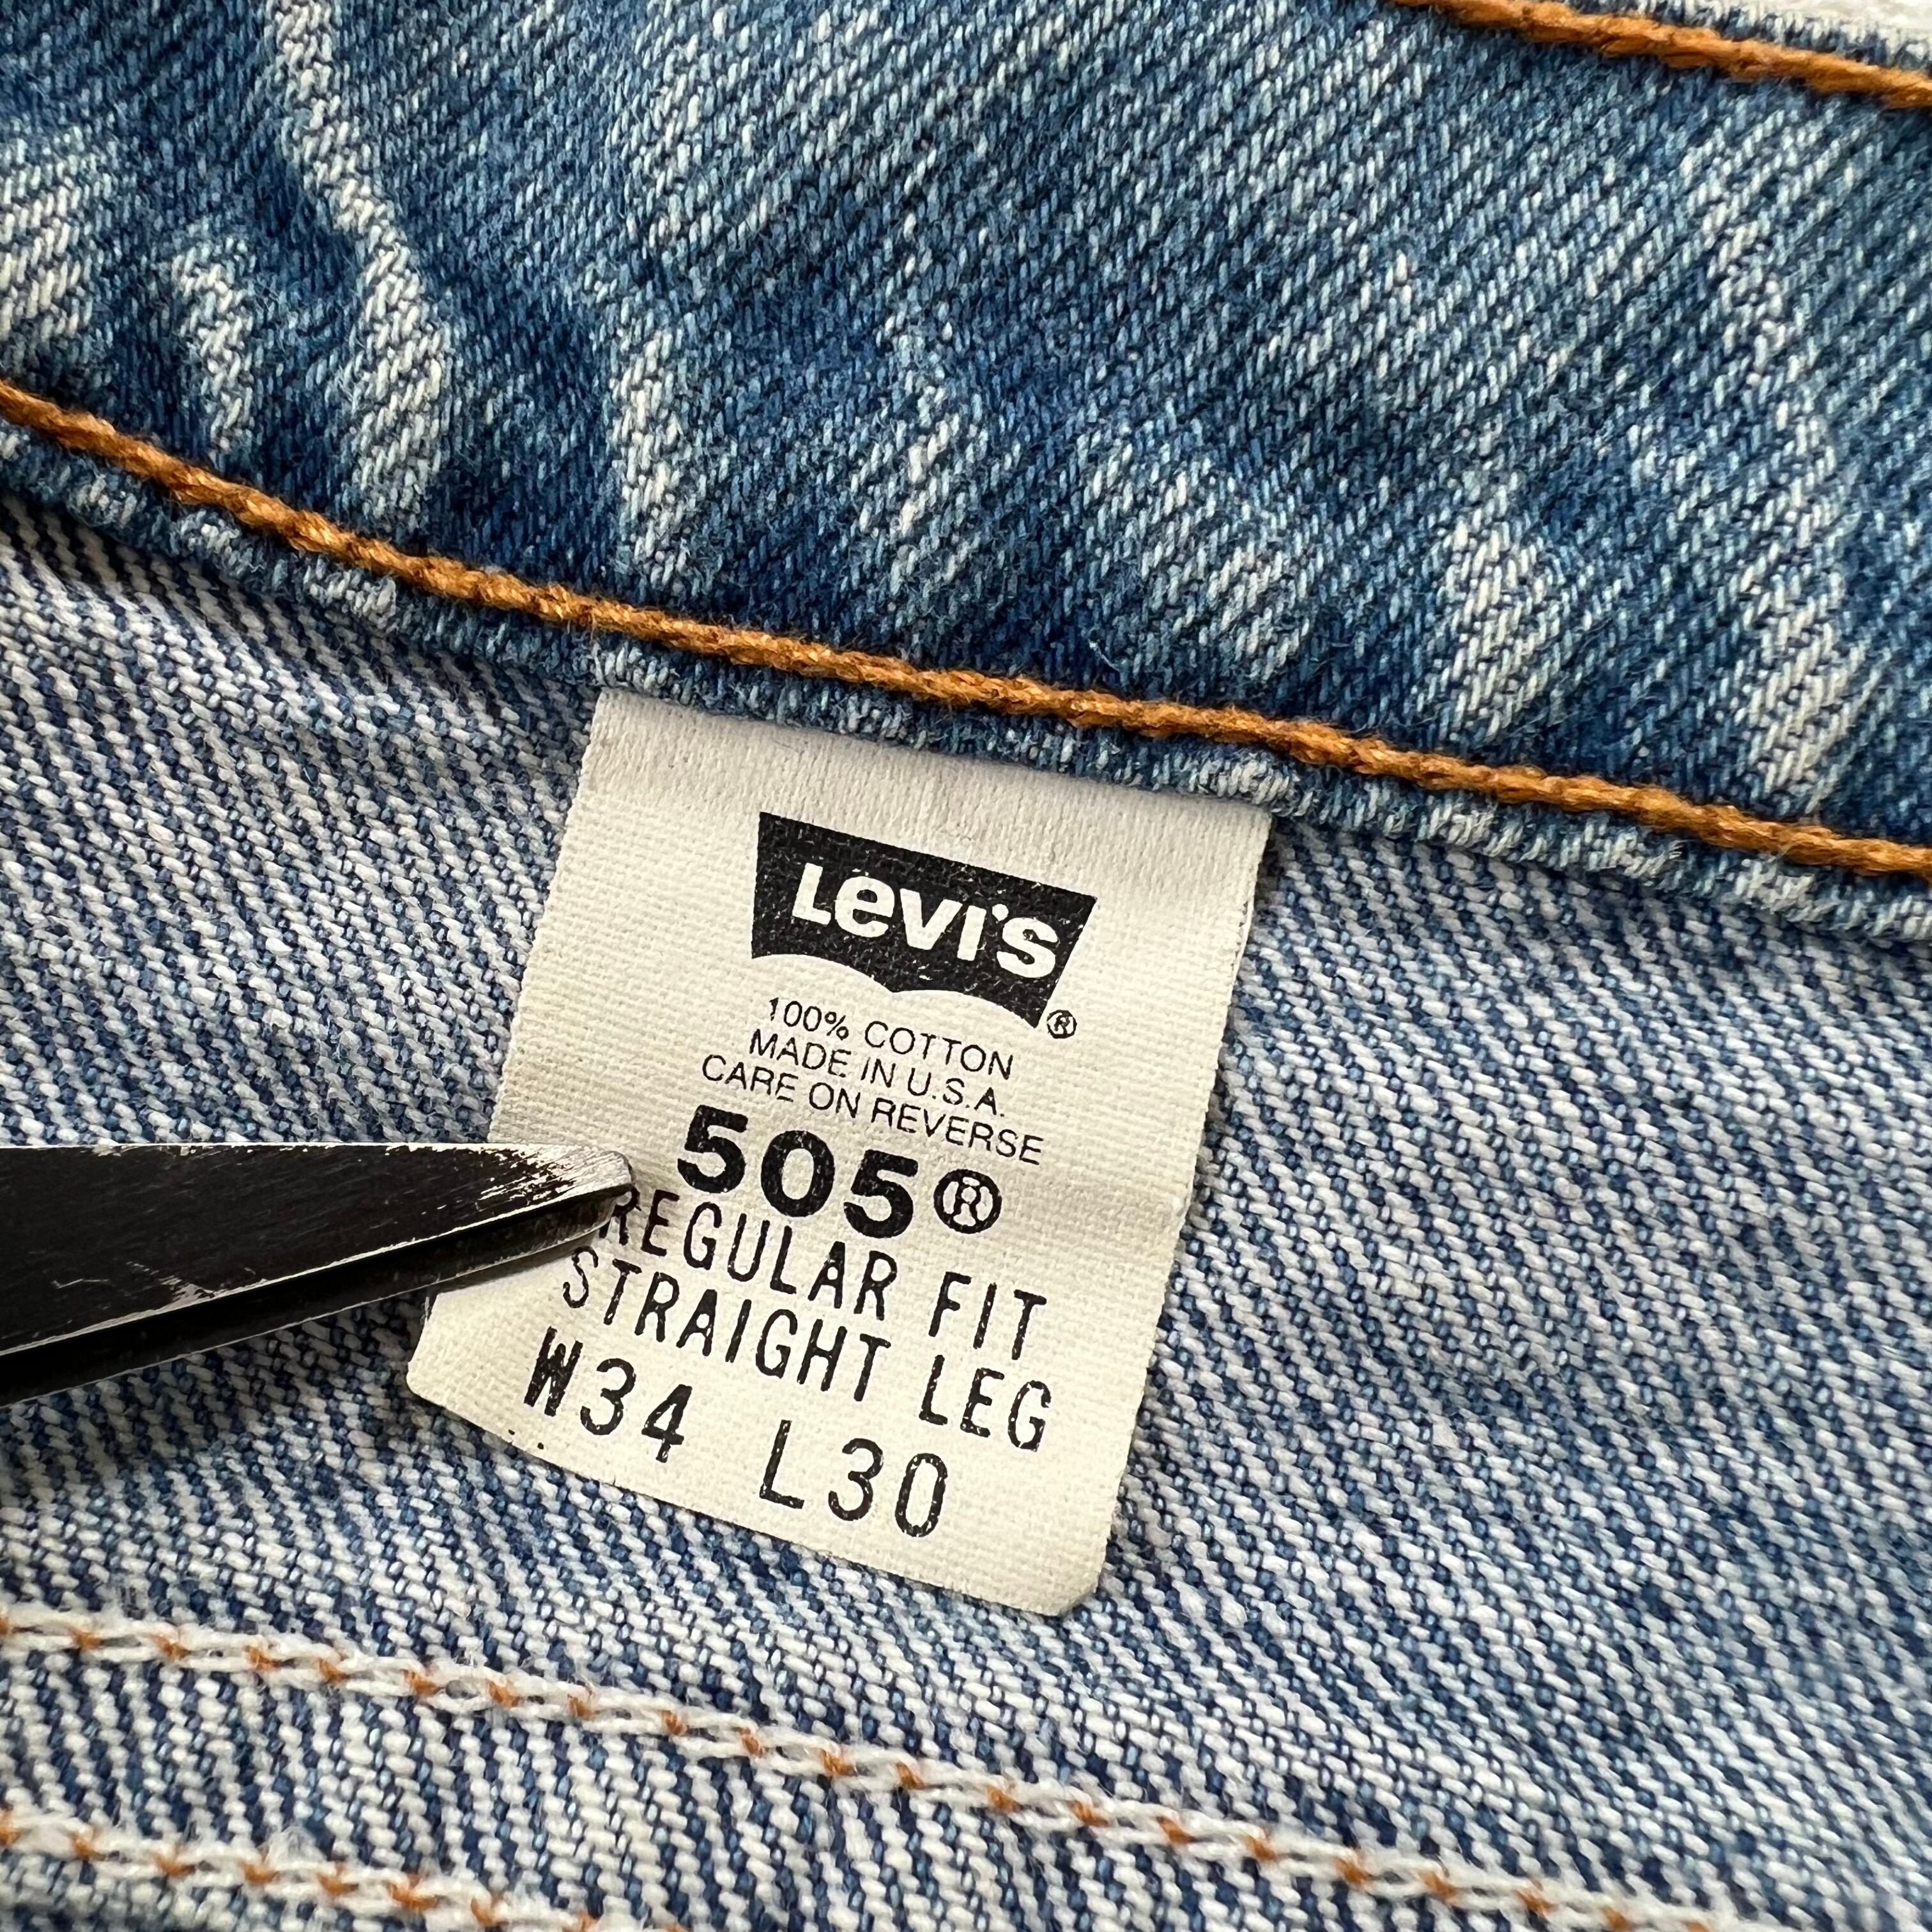 Levi's®
100% COTTON
MADE IN U.S.A.
CARE ON REVERSE
505®
REGULAR FIT
STRAIGHT LEG
W34 L30